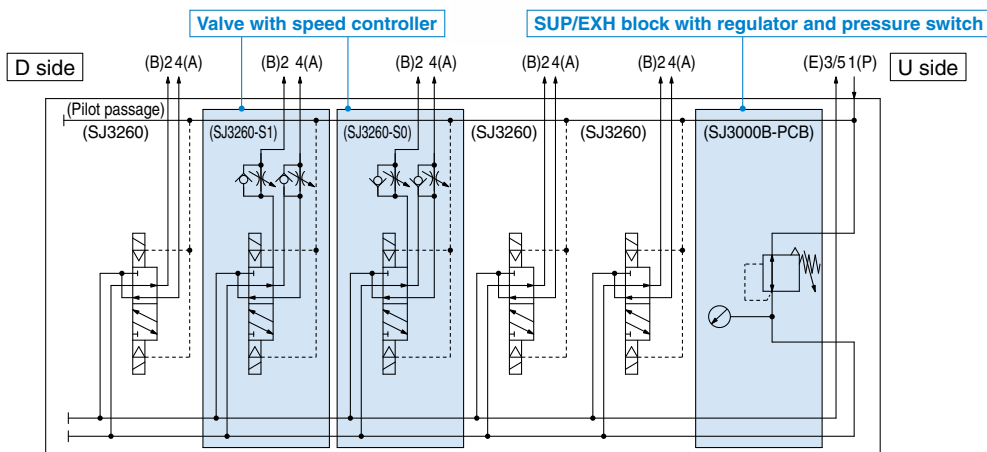 Valve with speed controller
SUP/EXH block with regulator and pressure switch
D side
(B)2 4(A)
(B)2 4(A)
(B)2 4(A)
(B)2 4(A)
(B)2 4(A)
(E)3/5 1(P)
U side
(Pilot passage)
(SJ3260)
(SJ3260-S1)
(SJ3260-S0)
(SJ3260)
(SJ3260)
(SJ3000B-PCB)